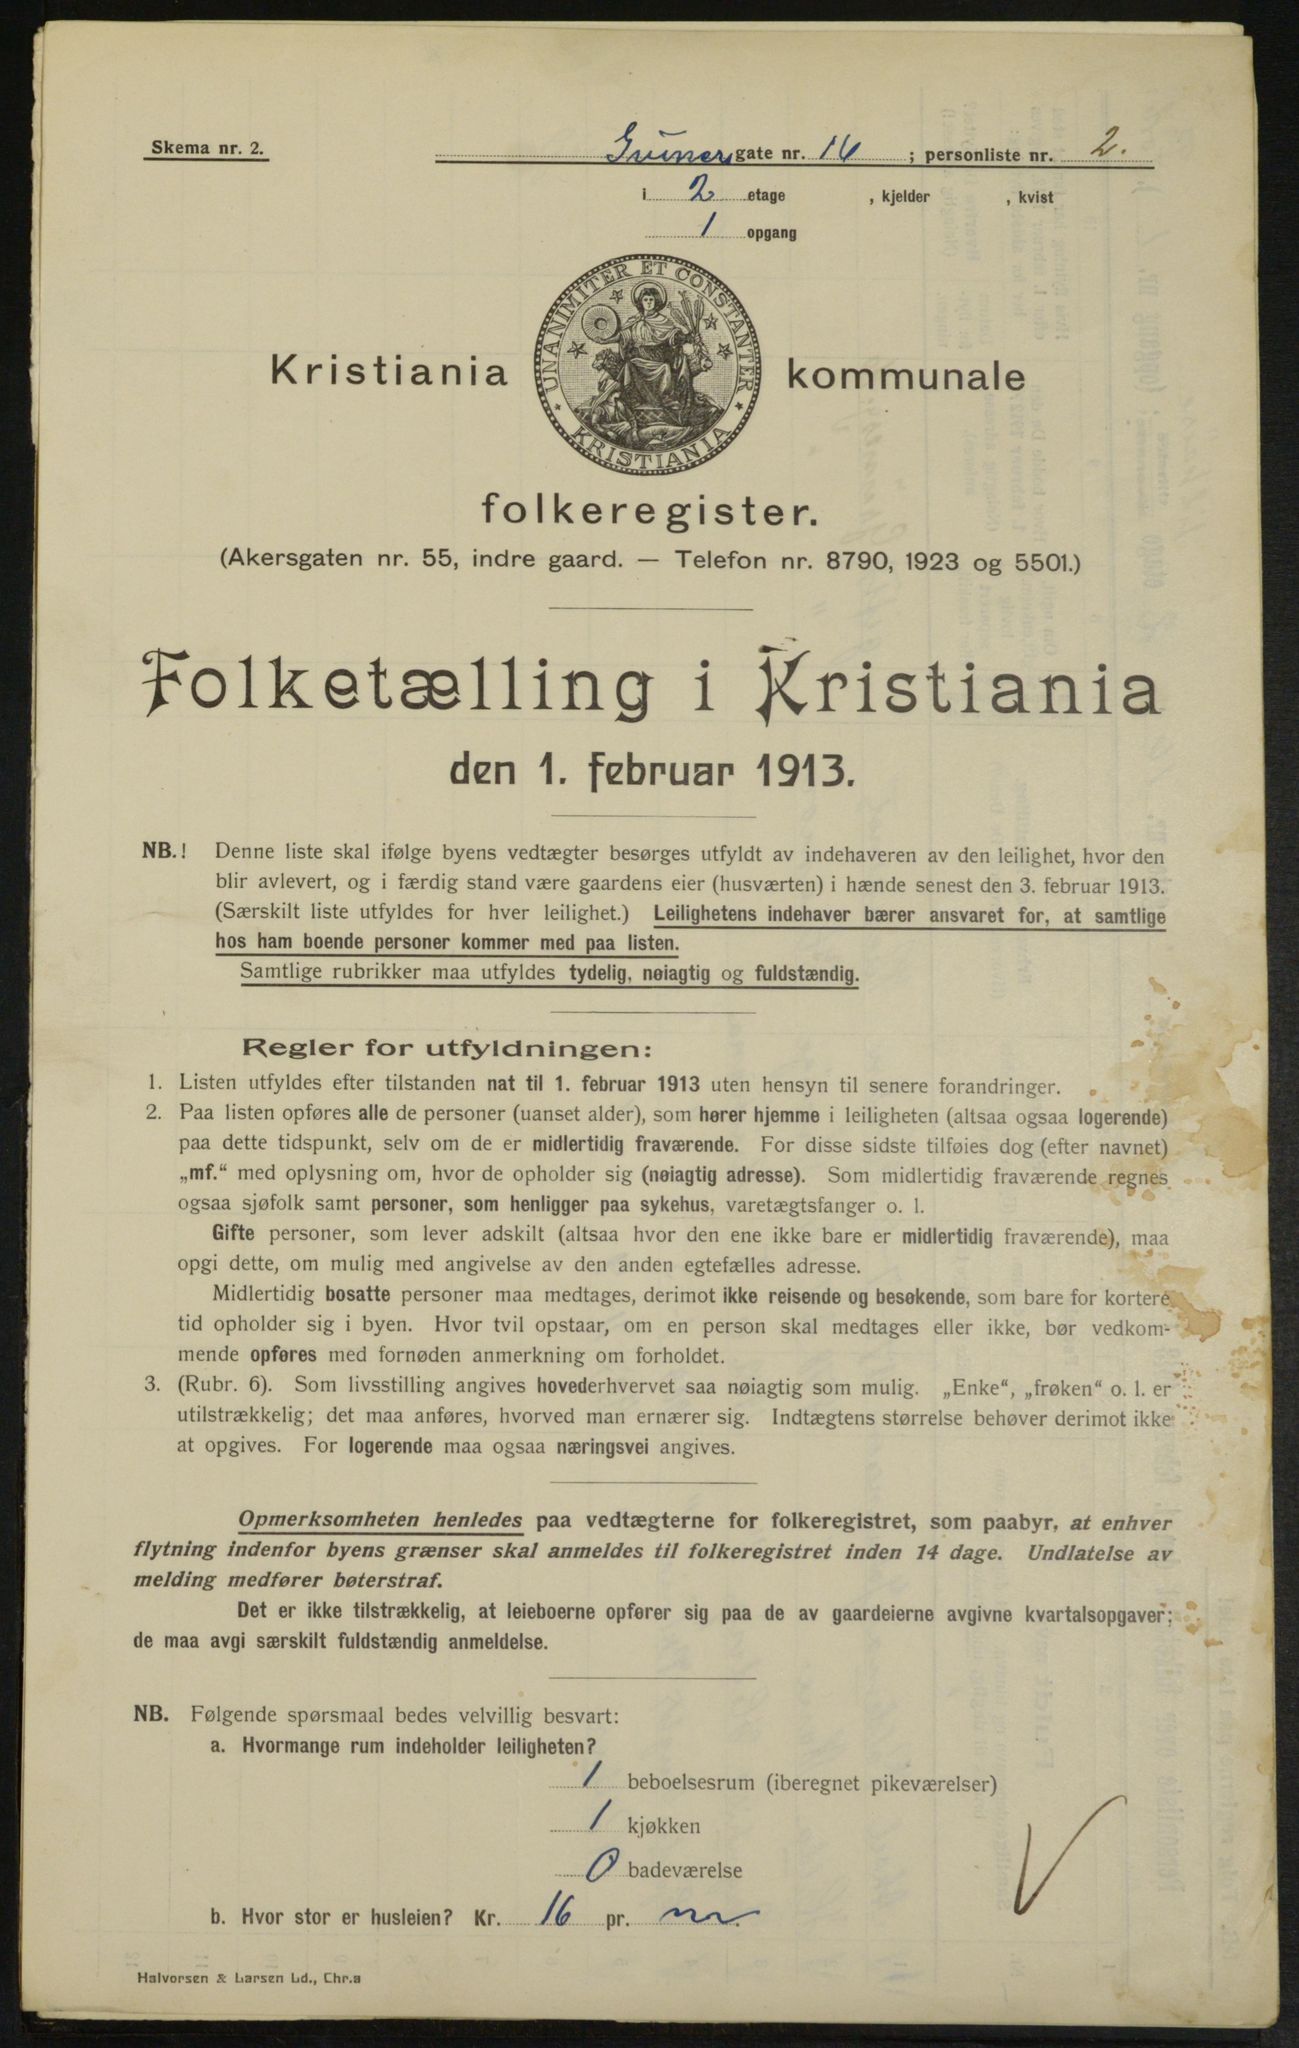 Skema nr. 2.
Grünersgate nr. 16 ; personliste nr. 2.
i 2 etage , kjelder , kvist
1 opgang
UNANIMITER ET CONSTANTER
KRISTIANIA
Kristiania kommunale
folkeregister.
(Akersgaten nr. 55, indre gaard. — Telefon nr. 8790, 1923 og 5501.)
Folketælling i Kristiania
den 1. februar 1913.
NB.! Denne liste skal ifølge byens vedtægter besørges utfyldt av indehaveren av den leilighet, hvor den
blir avlevert, og i færdig stand være gaardens eier (husværten) i hænde senest den 3. februar 1913.
(Særskilt liste utfyldes for hver leilighet.) Leilighetens indehaver bærer ansvaret for, at samtlige
hos ham boende personer kommer med paa listen.
Samtlige rubrikker maa utfyldes tydelig, nøiagtig og fuldstændig.
Regler for utfyldningen:
1. Listen utfyldes efter tilstanden nat til 1. februar 1913 uten hensyn til senere forandringer.
2. Paa listen opføres alle de personer (uanset alder), som hører hjemme i leiligheten (altsaa ogsaa logerende)
paa dette tidspunkt, selv om de er midlertidig fraværende. For disse sidste tilføies dog (efter navnet)
„mf.“ med oplysning om, hvor de opholder sig (nøiagtig adresse). Som midlertidig fraværende regnes
ogsaa sjøfolk samt personer, som henligger paa sykehus, varetægtsfanger o. l.
Gifte personer, som lever adskilt (altsaa hvor den ene ikke bare er midlertidig fraværende), maa
opgi dette, om mulig med angivelse av den anden egtefælles adresse.
Midlertidig bosatte personer maa medtages, derimot ikke reisende og besøkende, som bare for kortere
tid opholder sig i byen. Hvor tvil opstaar, om en person skal medtages eller ikke, bør vedkom-
mende opføres med fornøden anmerkning om forholdet.
3. (Rubr. 6). Som livsstilling angives hovederhvervet saa nøiagtig som mulig. „Enke“, „frøken“ o. l. er
utilstrækkelig; det maa anføres, hvorved man ernærer sig. Indtægtens størrelse behøver derimot ikke
at opgives. For logerende maa ogsaa næringsvei angives.
Opmerksomheten henledes paa vedtægterne for folkeregistret, som paabyr, at enhver
flytning indenfor byens grænser skal anmeldes til folkeregistret inden 14 dage. Undlatelse av
melding medfører bøterstraf.
Det er ikke tilstrækkelig, at leieboerne opfører sig paa de av gaardeierne avgivne kvartalsopgaver;
de maa avgi særskilt fuldstændig anmeldelse.
NB. Følgende spørsmaal bedes velvillig besvart:
a. Hvormange rum indeholder leiligheten?
1 beboelsesrum (iberegnet pikeværelser)
1 kjøkken
0 badeværelse
b. Hvor stor er husleien? Kr. 16 pr. m.
Halvorsen & Larsen Ld., Chr.a